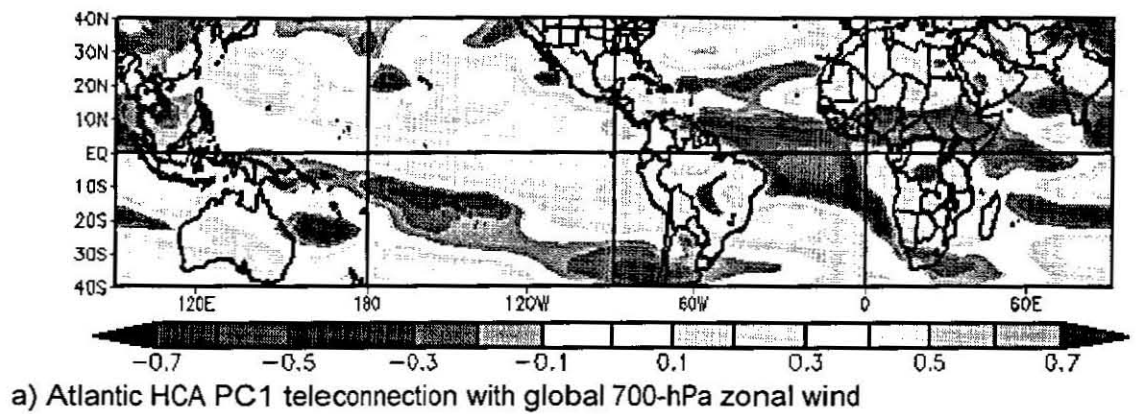 40N
30N
20N
10N
EQ
10S
20S
30S
40S
120E 180 120W 60W 0 60E
−0.7 −0.5 −0.3 −0.1 0.1 0.3 0.5 0.7
a) Atlantic HCA PC1 teleconnection with global 700-hPa zonal wind